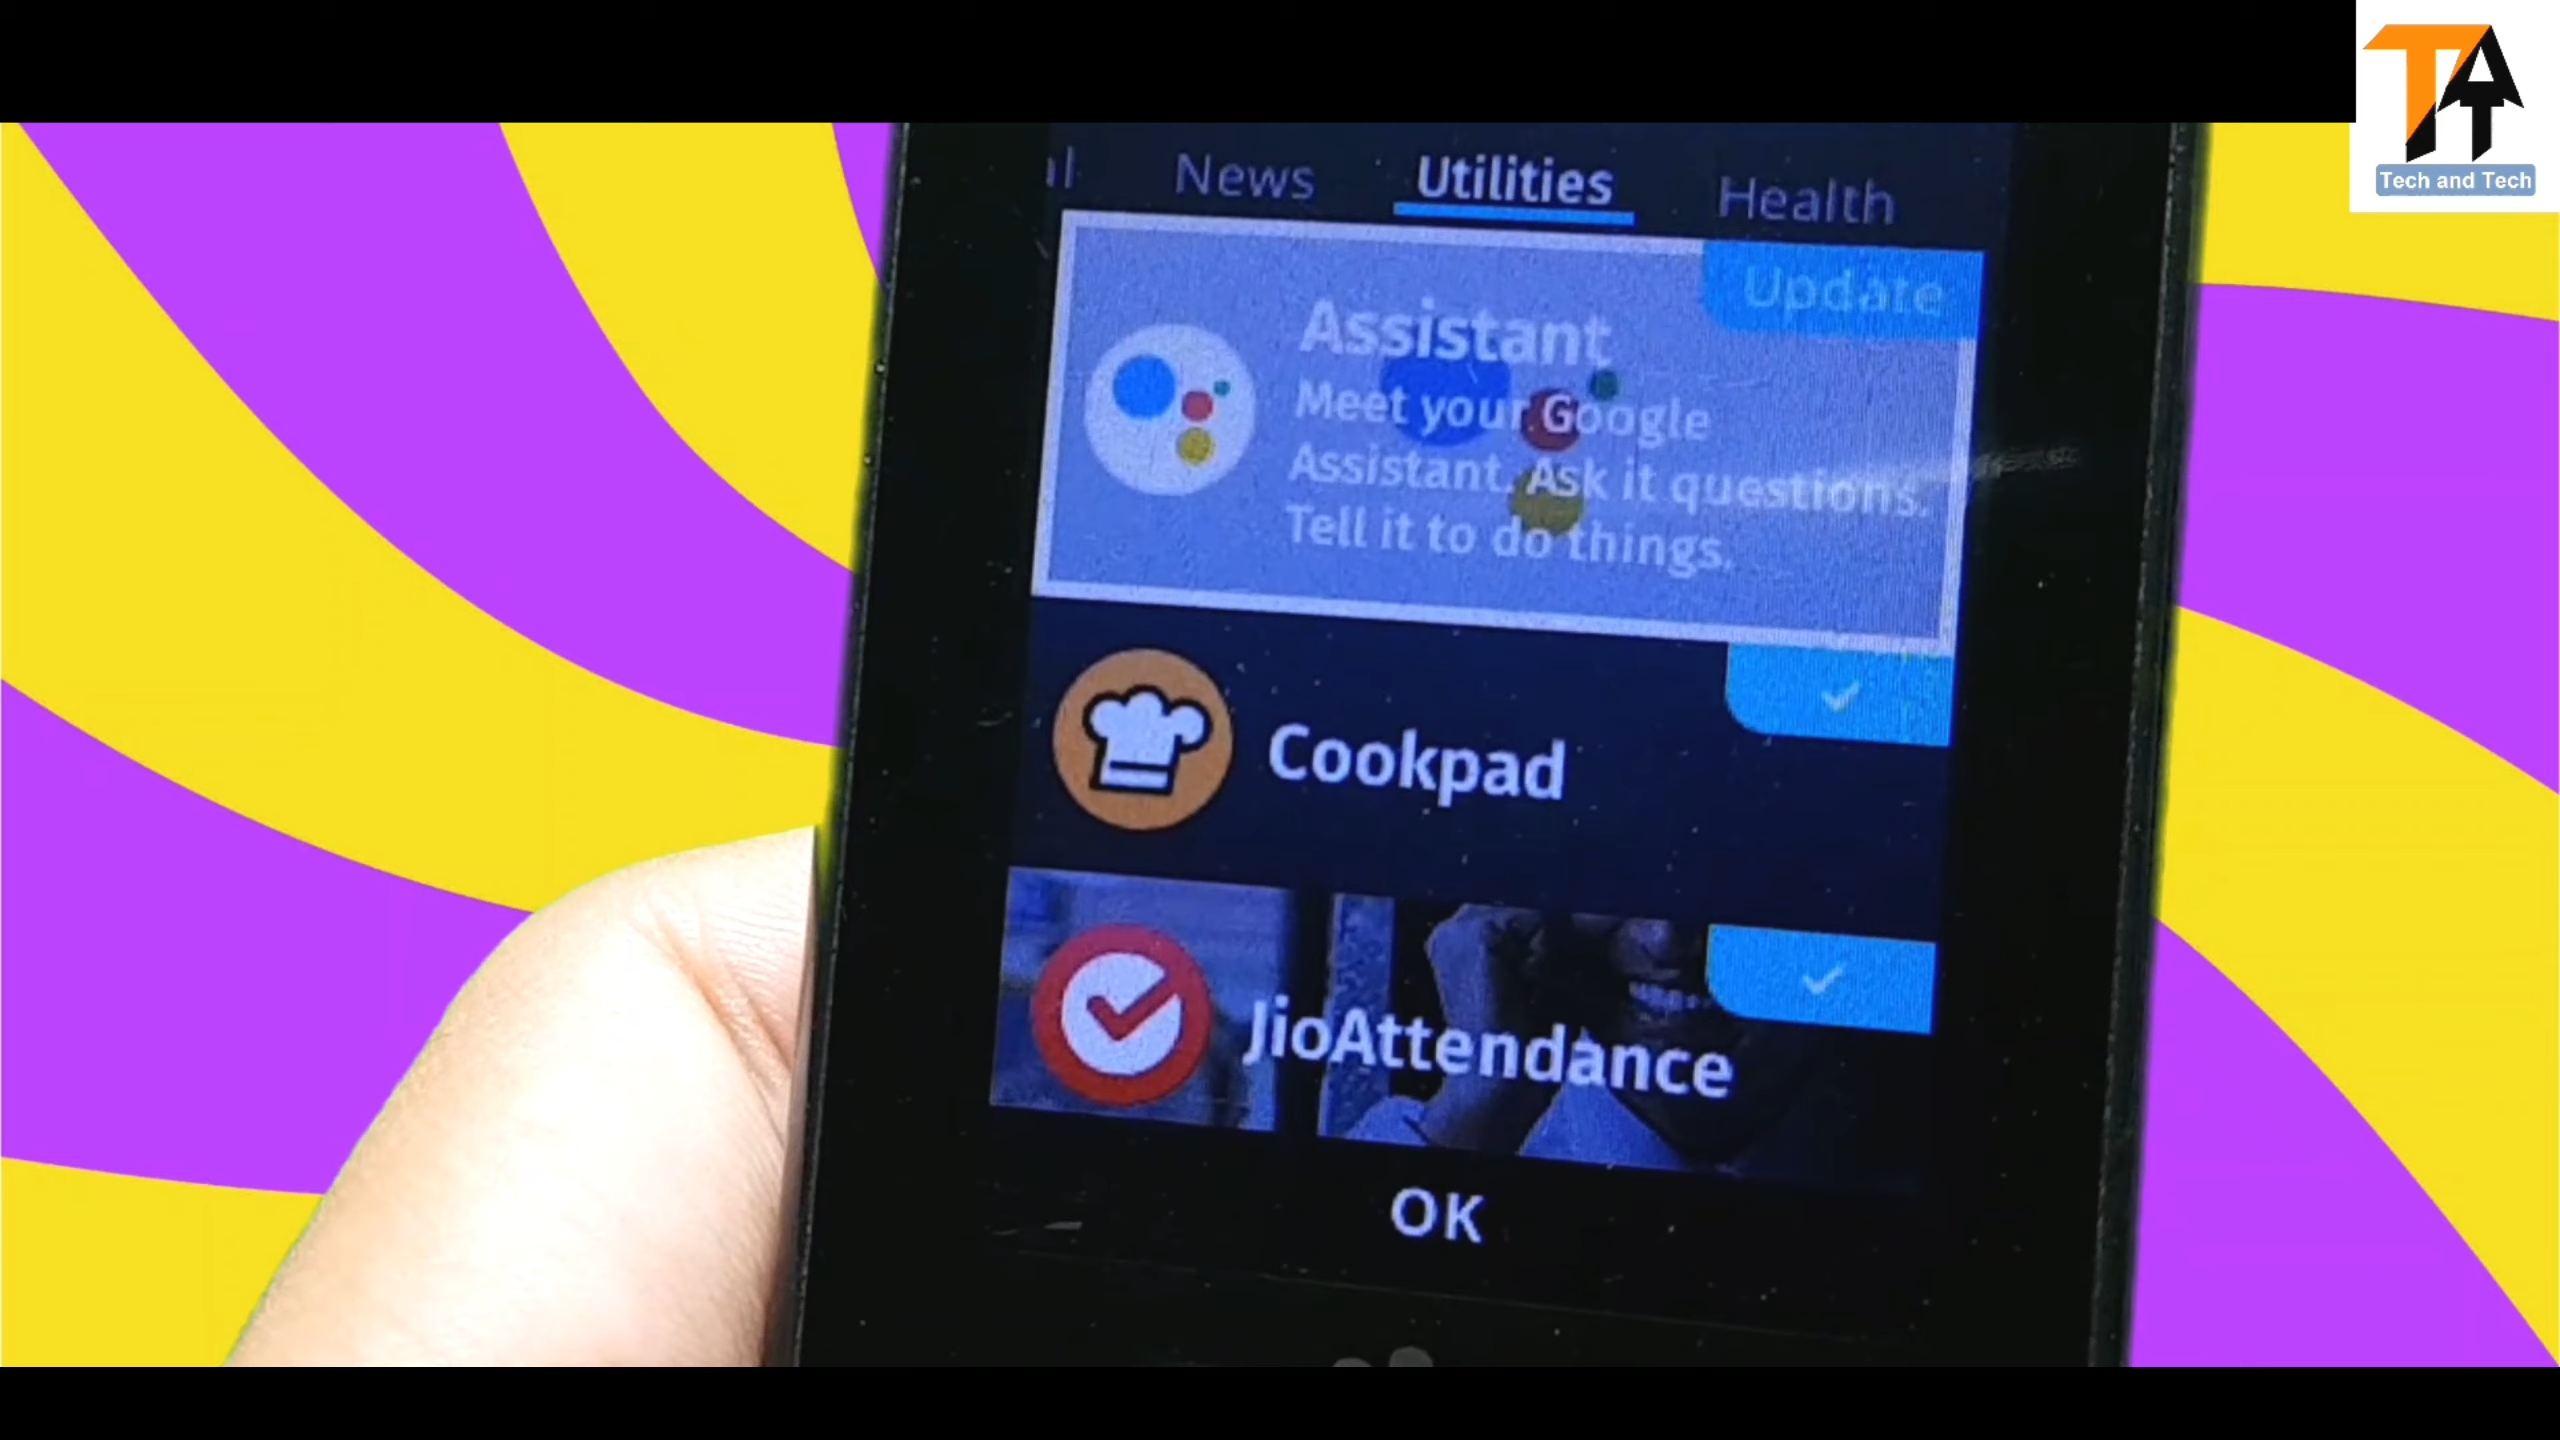 TAT
Tech and Tech
News Utilities Health
Update
Assistant
Meet your Google
Assistant. Ask it questions.
Tell it to do things.
Cookpad
JioAttendance
OK